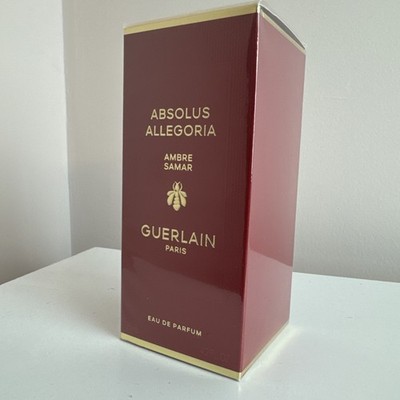 ABSOLUS
ALLEGORIA
AMBRE
SAMAR
GUERLAIN
PARIS
EAU DE PARFUM